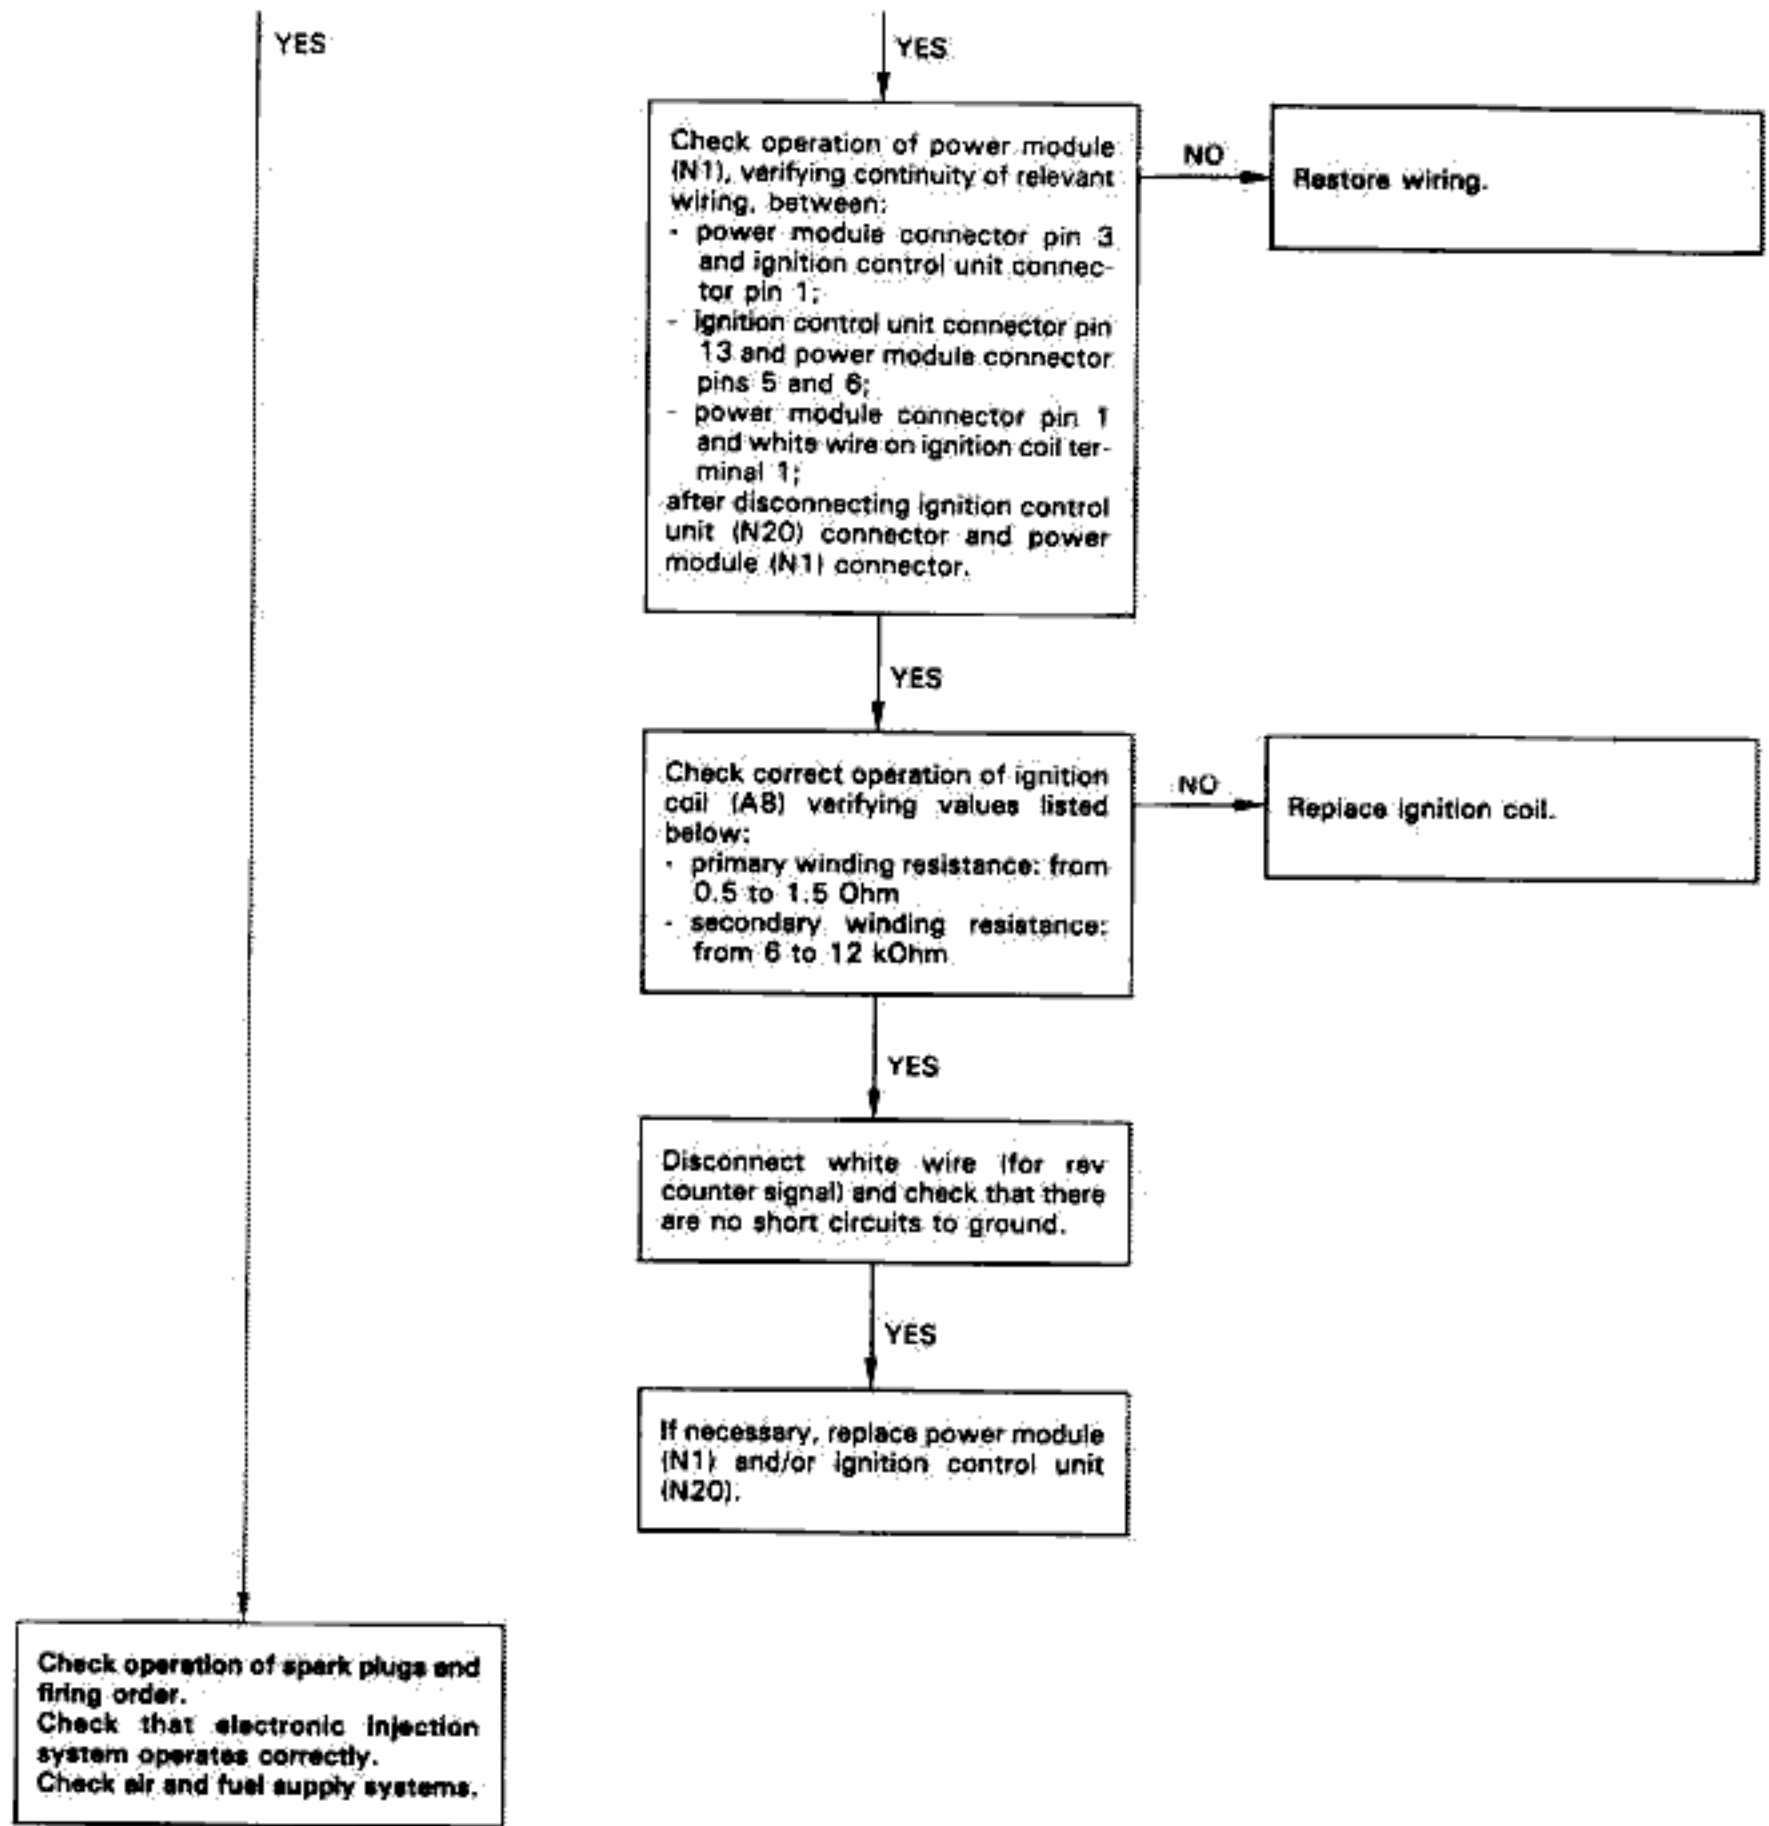 YES
YES
Check operation of power module
(N1), verifying continuity of relevant
wiring, between:
- power module connector pin 3
and ignition control unit connec-
tor pin 1;
- ignition control unit connector pin
13 and power module connector
pins 5 and 6;
- power module connector pin 1
and white wire on ignition coil ter-
minal 1;
after disconnecting ignition control
unit (N20) connector and power
module (N1) connector.
NO
Restore wiring.
YES
Check correct operation of ignition
coil (A8) verifying values listed
below:
- primary winding resistance: from
0.5 to 1.5 Ohm
- secondary winding resistance:
from 6 to 12 kOhm
NO
Replace ignition coil.
YES
Disconnect white wire (for rev
counter signal) and check that there
are no short circuits to ground.
YES
If necessary, replace power module
(N1) and/or ignition control unit
(N20).
Check operation of spark plugs and
firing order.
Check that electronic injection
system operates correctly.
Check air and fuel supply systems.